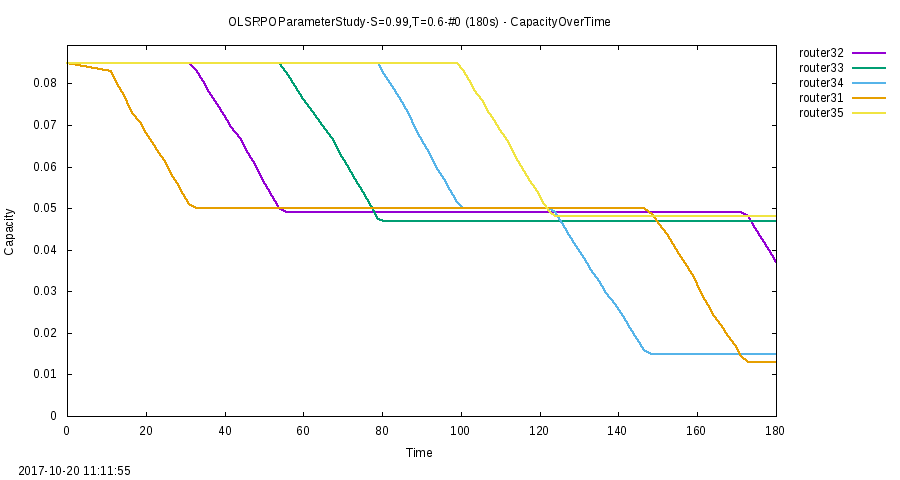 OLSRPOParameterStudy-S=0.99,T=0.6-#0 (180s) - CapacityOverTime
router32
router33
router34
router31
router35
0.08
0.07
0.06
0.05
0.04
0.03
0.02
0.01
0
Capacity
0 20 40 60 80 100 120 140 160 180
Time
2017-10-20 11:11:55